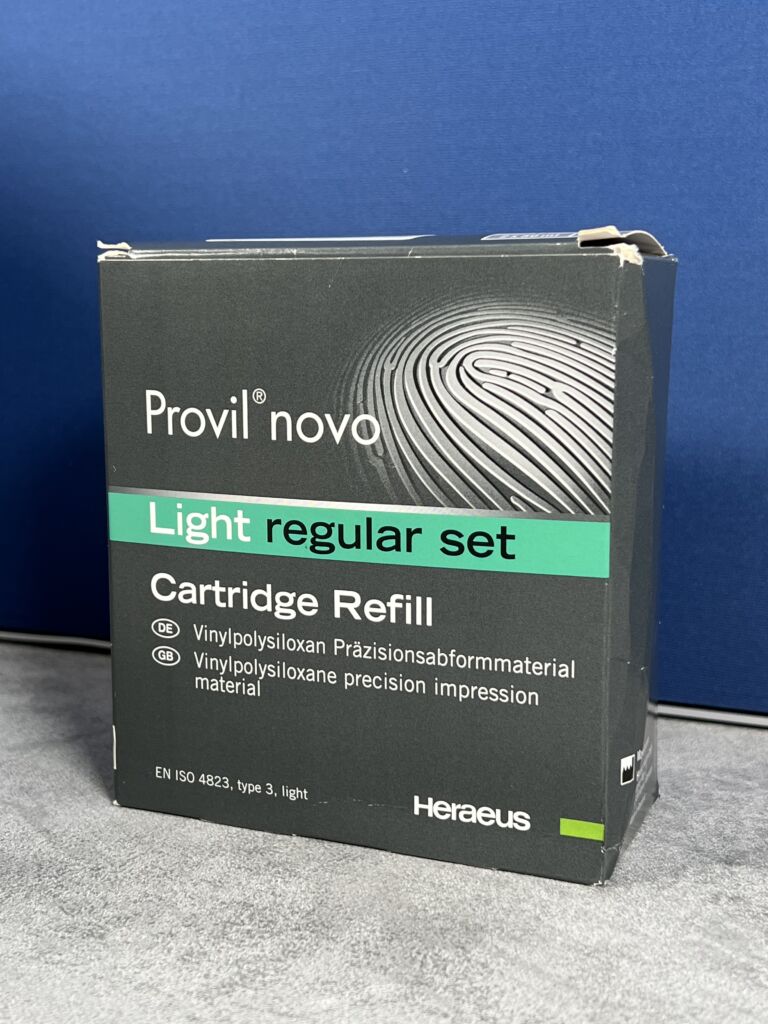 Provil® novo
Light regular set
Cartridge Refill
DE Vinylpolysiloxan Präzisionsabformmaterial
GB Vinylpolysiloxane precision impression
material
EN ISO 4823, type 3, light
Heraeus